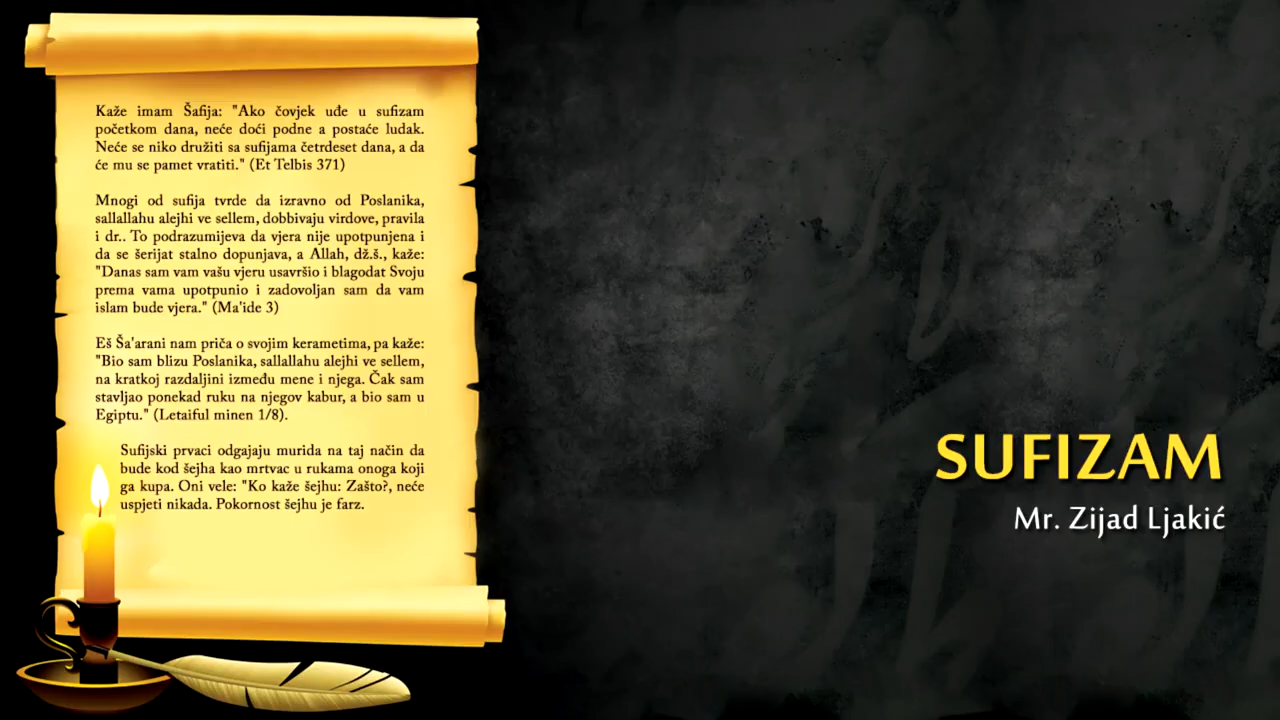 Kaže imam Šafija: "Ako čovjek uđe u sufizam
početkom dana, neće doći podne a postaće ludak.
Neće se niko družiti sa sufijama četrdeset dana, a da
će mu se pamet vratiti." (Et Telbis 371)
Mnogi od sufija tvrde da izravno od Poslanika,
sallallahu alejhi ve sellem, dobbivaju virdove, pravila
i dr.. To podrazumijeva da vjera nije upotpunjena i
da se šerijat stalno dopunjava, a Allah, dž.š., kaže:
"Danas sam vam vašu vjeru usavršio i blagodat Svoju
prema vama upotpunio i zadovoljan sam da vam
islam bude vjera." (Ma'ide 3)
Eš Ša'arani nam priča o svojim kerametima, pa kaže:
"Bio sam blizu Poslanika, sallallahu alejhi ve sellem,
na kratkoj razdaljini između mene i njega. Čak sam
stavljao ponekad ruku na njegov kabur, a bio sam u
Egiptu." (Letaiful minen 1/8).
Sufijski prvaci odgajaju murida na taj način da
bude kod šejha kao mrtvac u rukama onoga koji
ga kupa. Oni vele: "Ko kaže šejhu: Zašto?, neće
uspjeti nikada. Pokornost šejhu je farz.
SUFIZAM
Mr. Zijad Ljakić